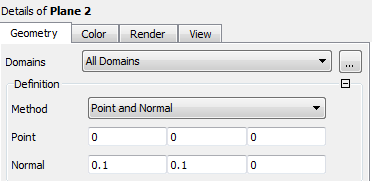 Details of Plane 2
Geometry Color Render View
Domains All Domains ...
Definition
Method Point and Normal
Point 0 0 0
Normal 0.1 0.1 0